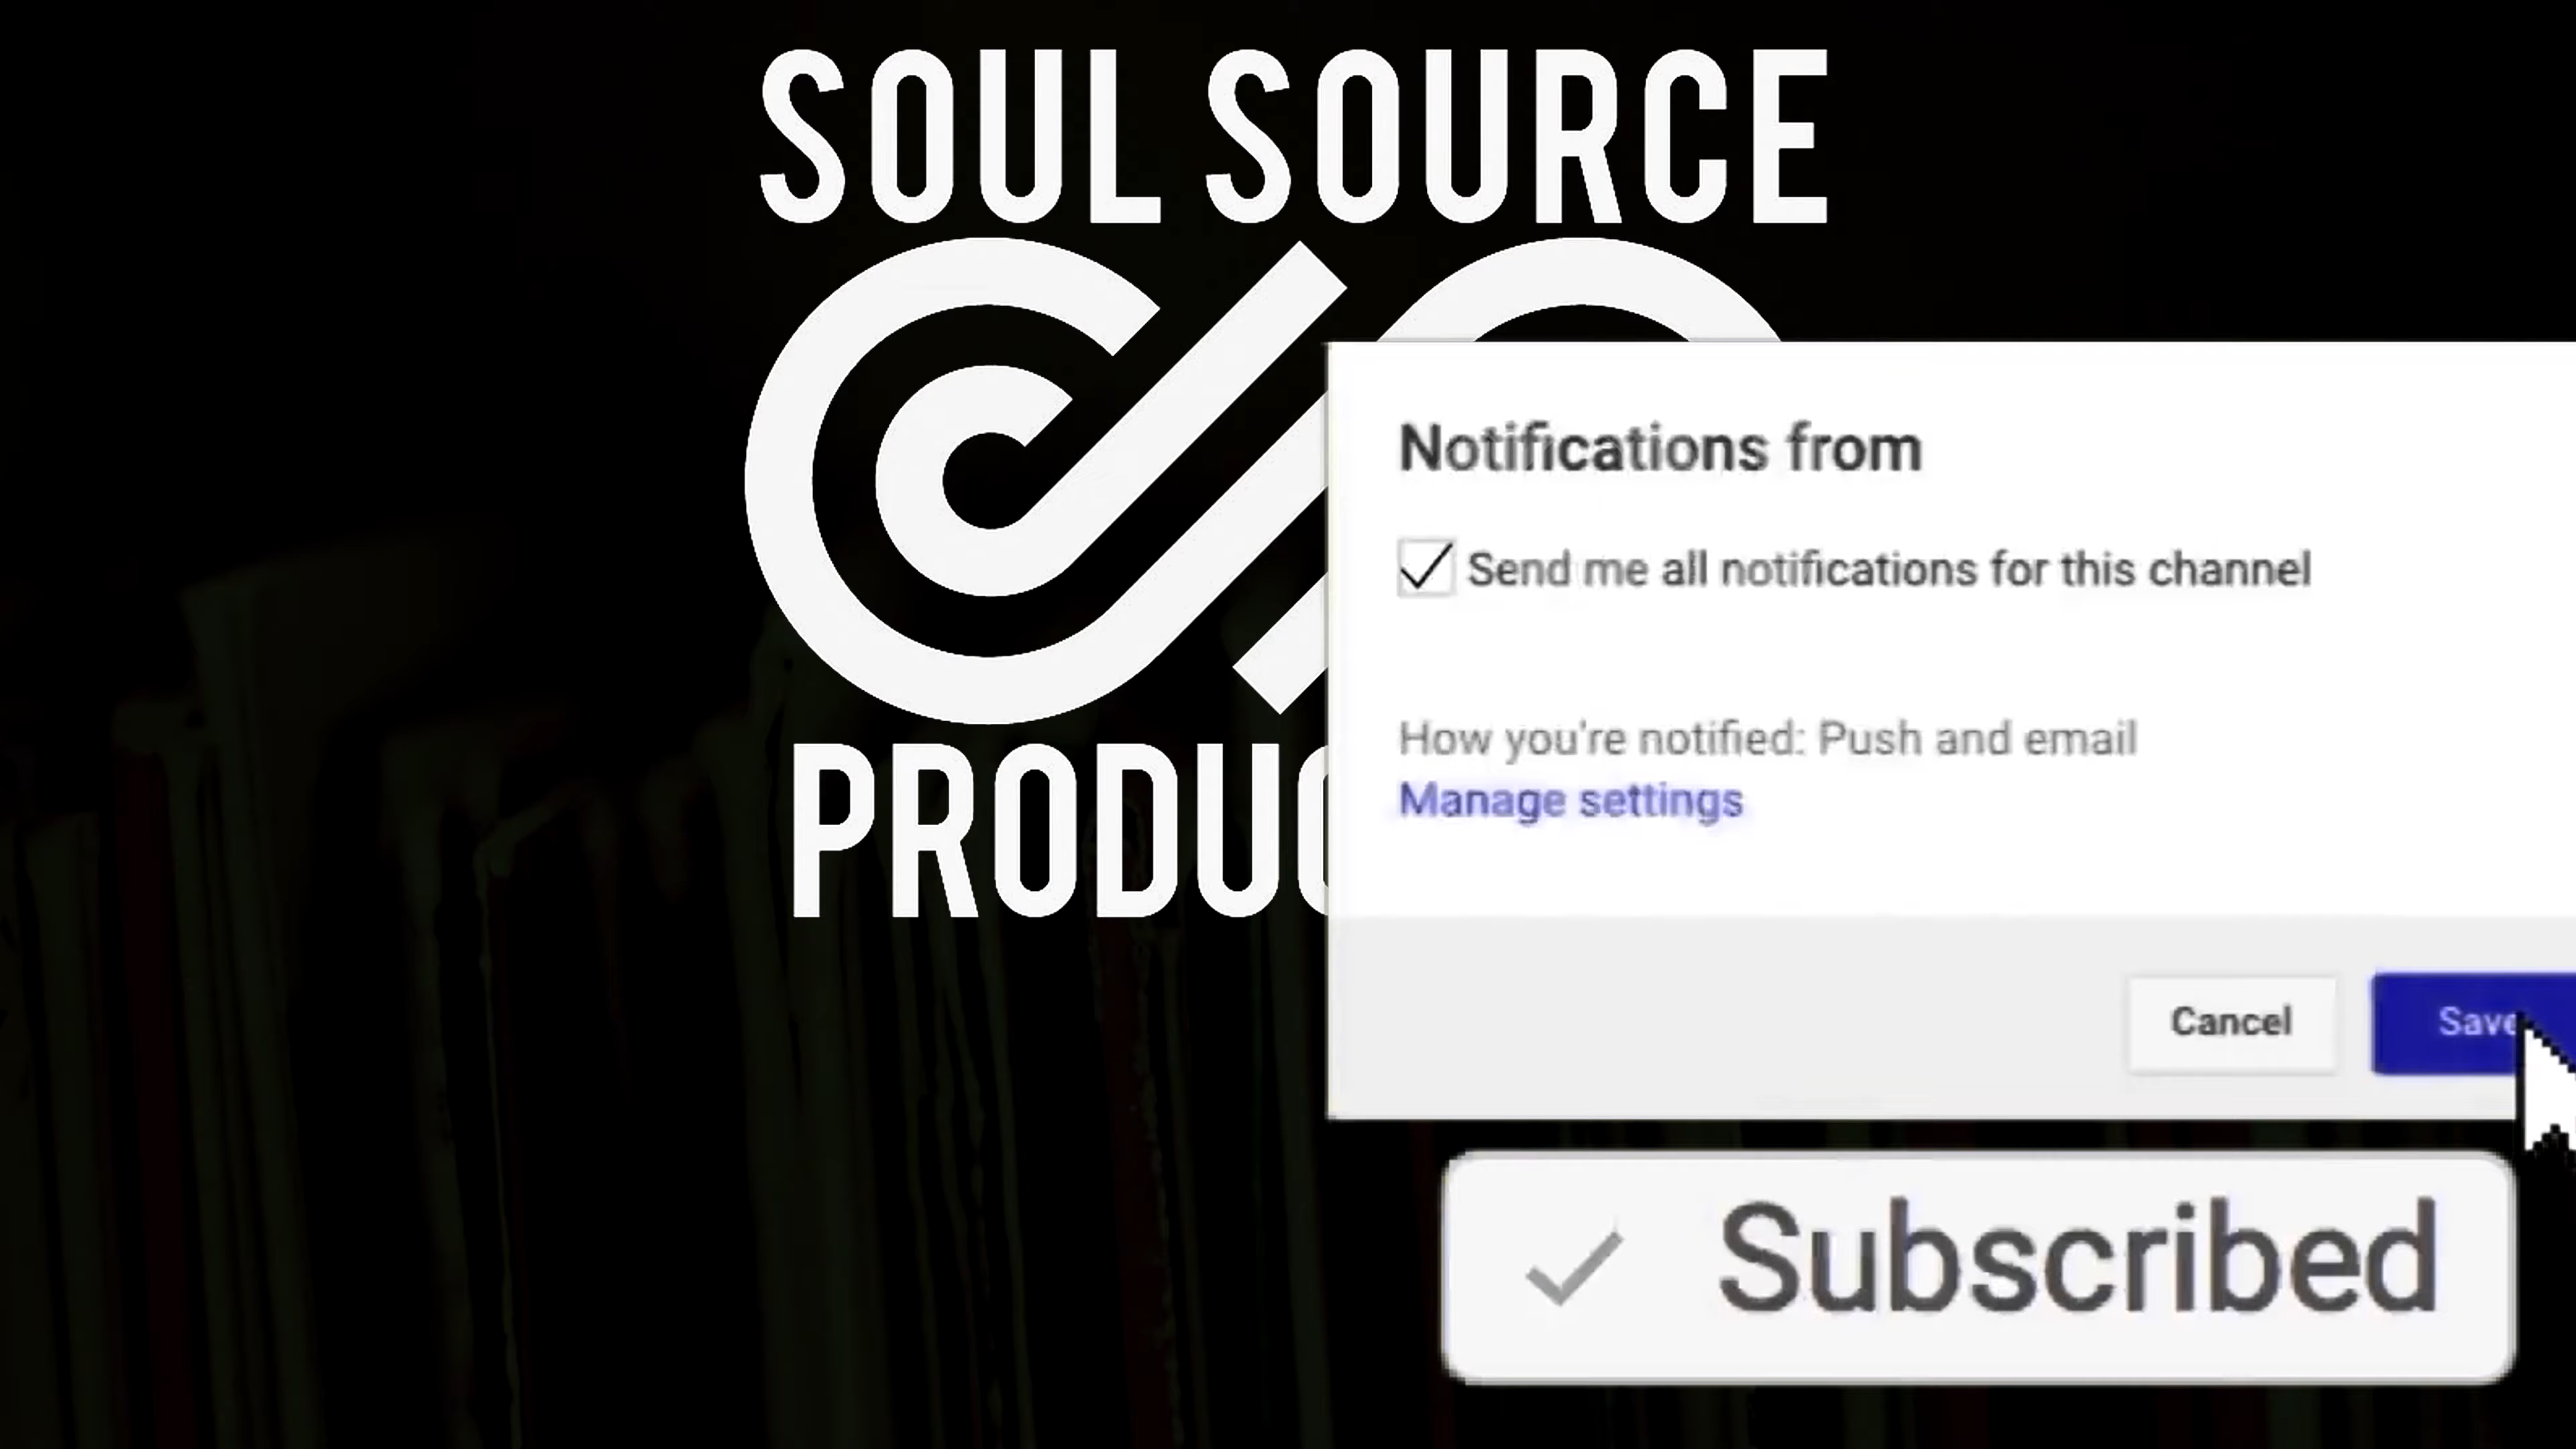 SOUL SOURCE
PRODUC
Notifications from
Send me all notifications for this channel
How you're notified: Push and email
Manage settings
Cancel
Save
Subscribed